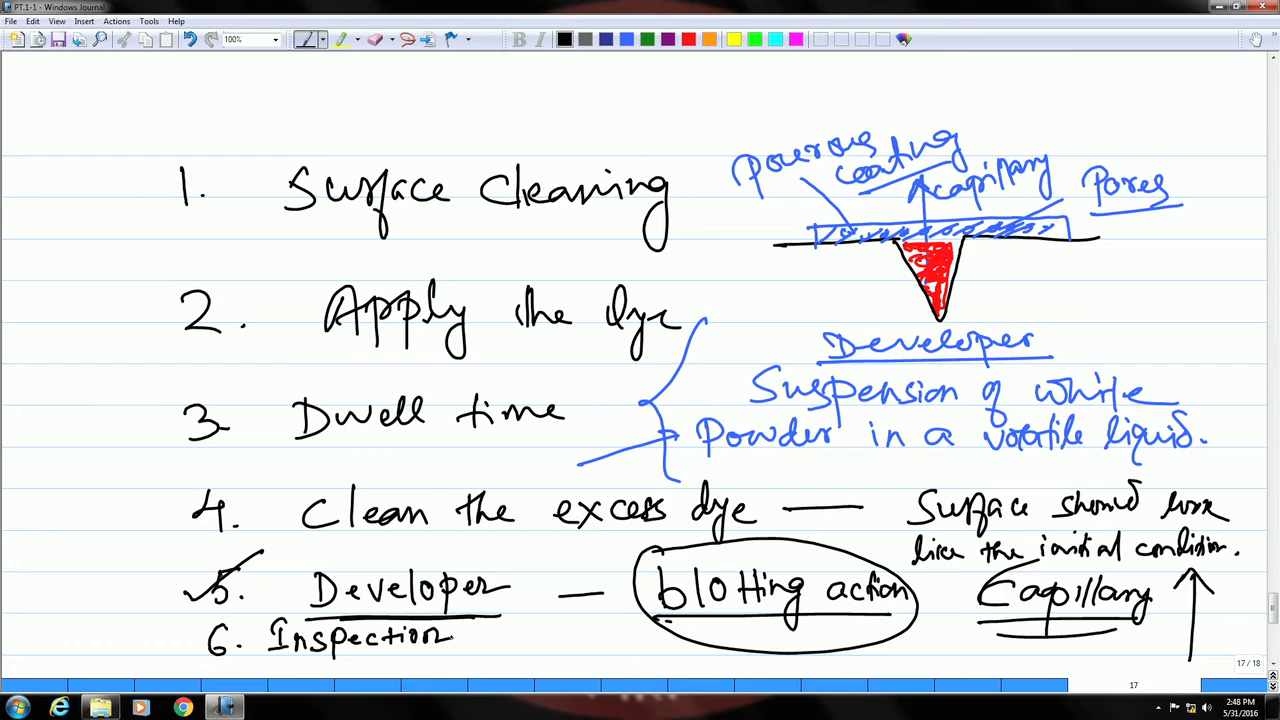 PT.1-1 - Windows Journal
File Edit View Insert Actions Tools Help
100%
Pourous coating
capillary
Pores
1. Surface Cleaning
2. Apply the dye
Developer
Suspension of white
Powder in a volatile liquid.
3. Dwell time
4. Clean the excess dye — Surface should look
like the initial condition.
5. Developer — blotting action Capillary
6. Inspection
17 / 18
17
2:48 PM
5/31/2016